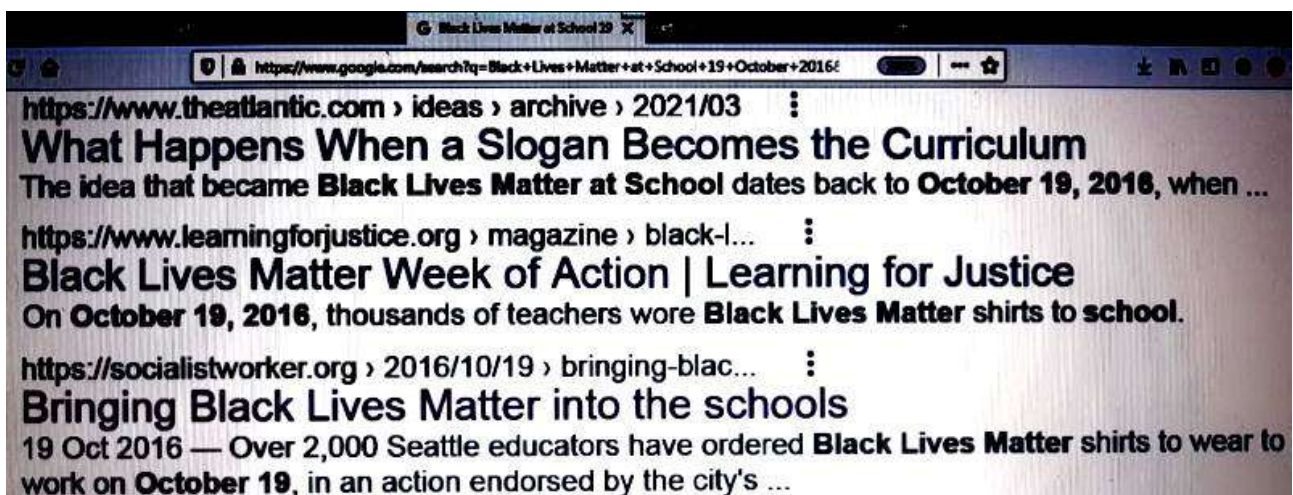 G Black Lives Matter at School 19
https://www.google.com/search?q=Black+Lives+Matter+at+School+19+October+2016&
https://www.theatlantic.com › ideas › archive › 2021/03
What Happens When a Slogan Becomes the Curriculum
The idea that became Black Lives Matter at School dates back to October 19, 2016, when ...
https://www.learningforjustice.org › magazine › black-l...
Black Lives Matter Week of Action | Learning for Justice
On October 19, 2016, thousands of teachers wore Black Lives Matter shirts to school.
https://socialistworker.org › 2016/10/19 › bringing-blac...
Bringing Black Lives Matter into the schools
19 Oct 2016 — Over 2,000 Seattle educators have ordered Black Lives Matter shirts to wear to
work on October 19, in an action endorsed by the city's ...